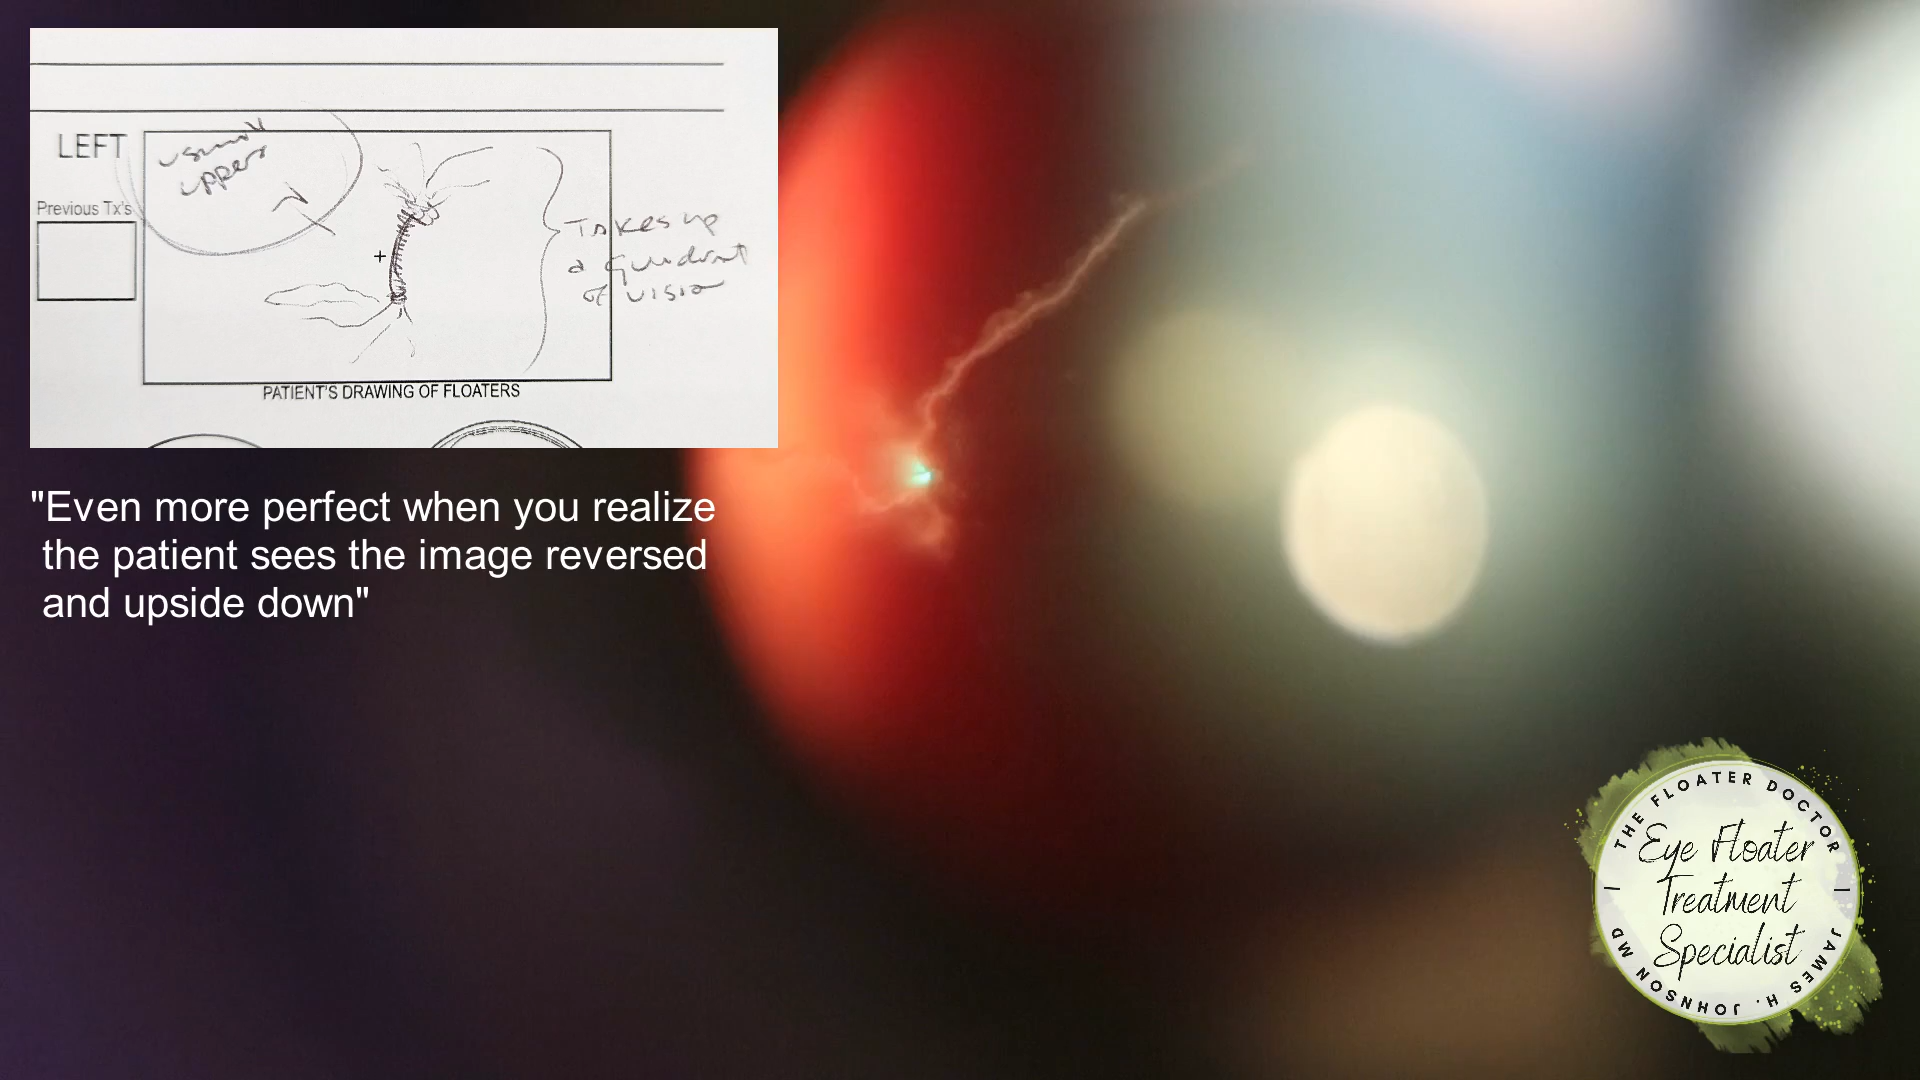 LEFT
usually
upper
Previous Tx's
Takes up
a quadrant
of vision
PATIENT'S DRAWING OF FLOATERS
"Even more perfect when you realize
the patient sees the image reversed
and upside down"
THE FLOATER DOCTOR
Eye Floater
Treatment
Specialist
JAMES H. JOHNSON MD